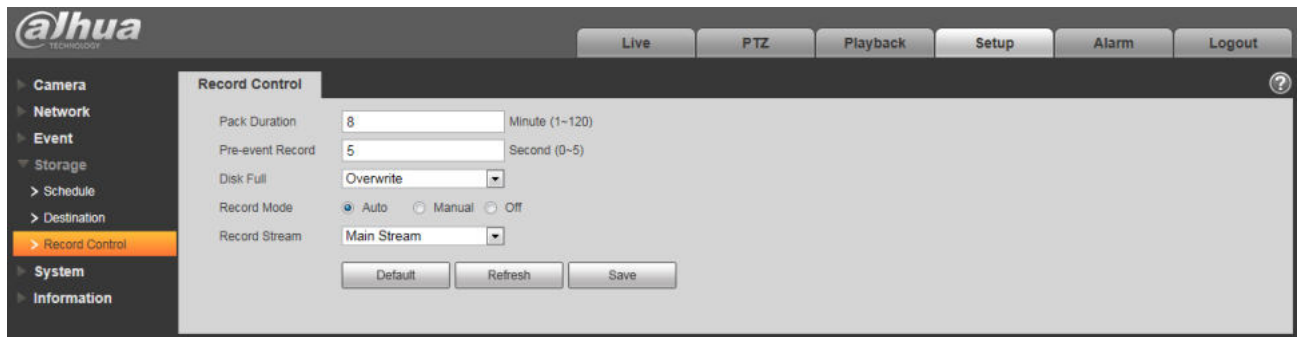 alhua
TECHNOLOGY
Live PTZ Playback Setup Alarm Logout
Camera
Network
Event
Storage
> Schedule
> Destination
> Record Control
System
Information
Record Control
?
Pack Duration 8 Minute (1~120)
Pre-event Record 5 Second (0~5)
Disk Full Overwrite
Record Mode Auto Manual Off
Record Stream Main Stream
Default Refresh Save